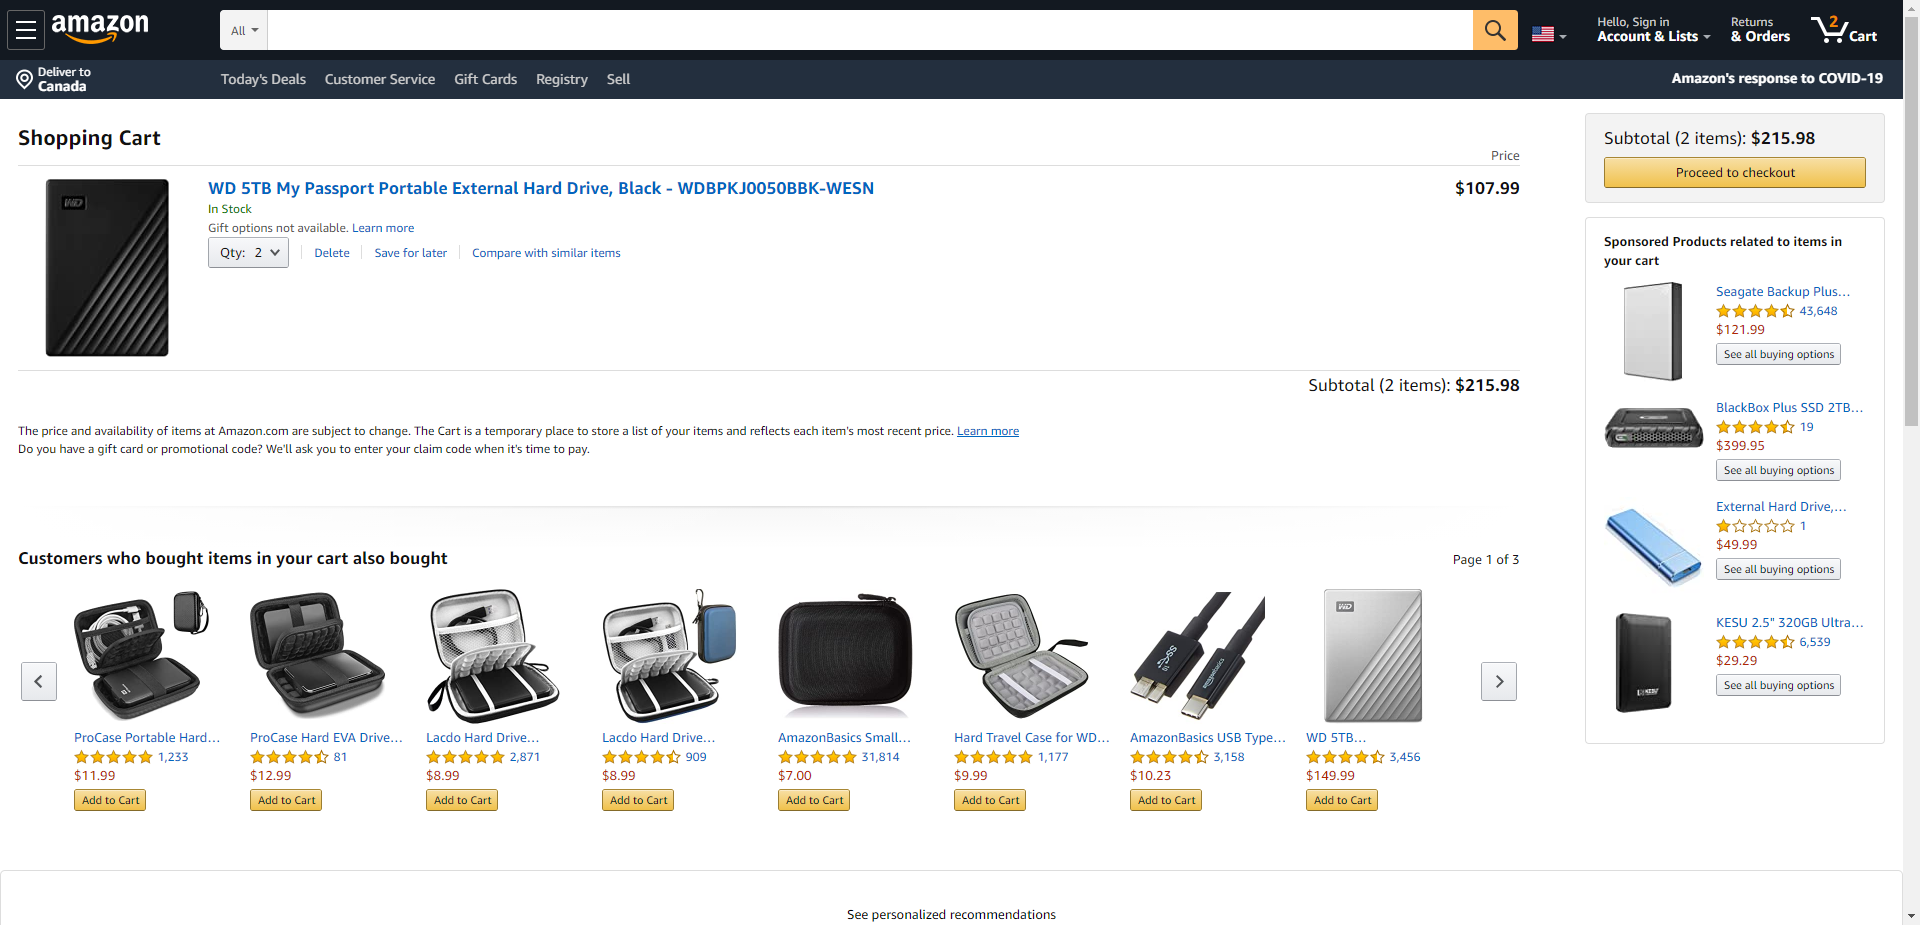 amazon
All
Hello, Sign in
Account & Lists
Returns
& Orders
2
Cart
Deliver to
Canada
Today's Deals
Customer Service
Gift Cards
Registry
Sell
Amazon's response to COVID-19
Shopping Cart
Price
WD
WD 5TB My Passport Portable External Hard Drive, Black - WDBPKJ0050BBK-WESN
$107.99
In Stock
Gift options not available. Learn more
Qty: 2
Delete
Save for later
Compare with similar items
Subtotal (2 items): $215.98
The price and availability of items at Amazon.com are subject to change. The Cart is a temporary place to store a list of your items and reflects each item's most recent price. Learn more
Do you have a gift card or promotional code? We'll ask you to enter your claim code when it's time to pay.
Subtotal (2 items): $215.98
Proceed to checkout
Sponsored Products related to items in
your cart
Seagate Backup Plus...
43,648
$121.99
See all buying options
BlackBox Plus SSD 2TB...
19
$399.95
See all buying options
External Hard Drive,...
1
$49.99
See all buying options
KESU
KESU 2.5" 320GB Ultra...
6,539
$29.29
See all buying options
Customers who bought items in your cart also bought
Page 1 of 3
ProCase Portable Hard...
1,233
$11.99
Add to Cart
ProCase Hard EVA Drive...
81
$12.99
Add to Cart
Lacdo Hard Drive...
2,871
$8.99
Add to Cart
Lacdo Hard Drive...
909
$8.99
Add to Cart
AmazonBasics Small...
31,814
$7.00
Add to Cart
Hard Travel Case for WD...
1,177
$9.99
Add to Cart
SS 10
amazonbasics
AmazonBasics USB Type...
3,158
$10.23
Add to Cart
WD
WD 5TB...
3,456
$149.99
Add to Cart
See personalized recommendations